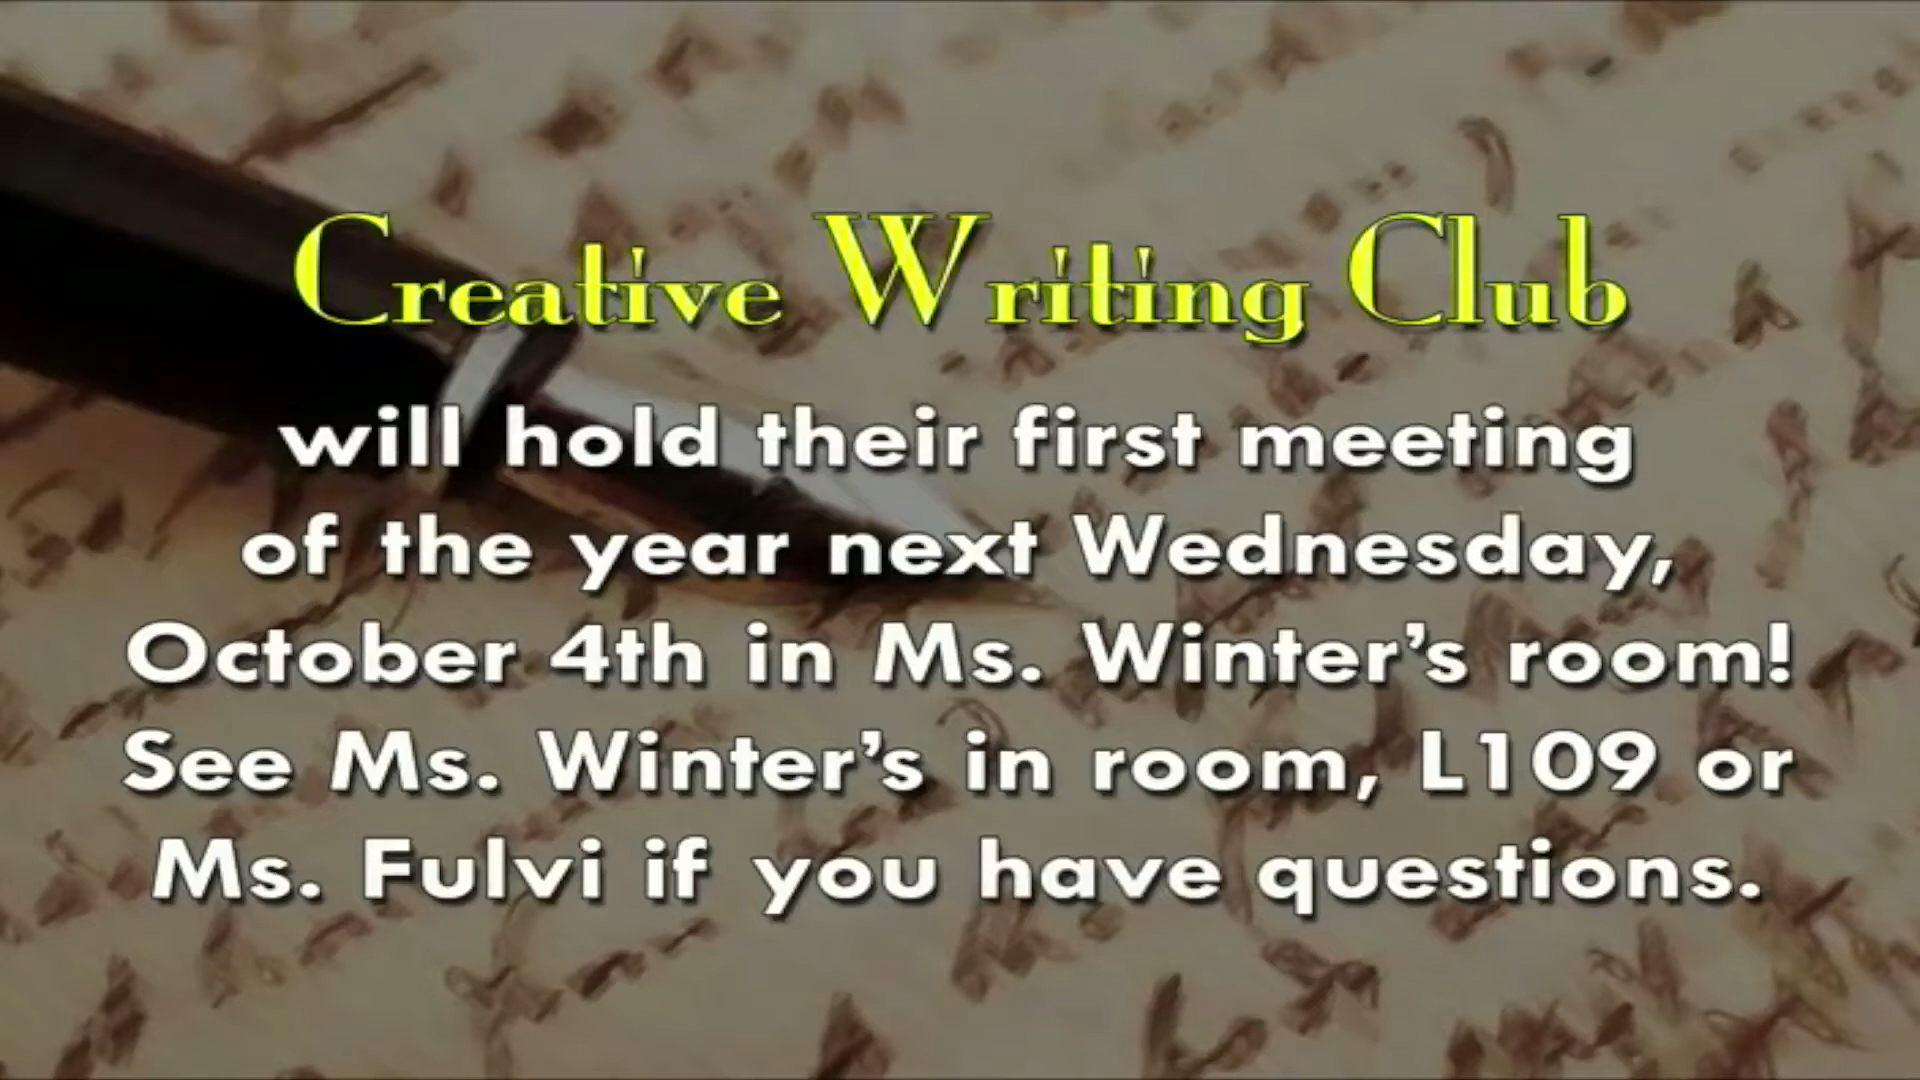 Creative Writing Club
will hold their first meeting
of the year next Wednesday,
October 4th in Ms. Winter’s room!
See Ms. Winter’s in room, L109 or
Ms. Fulvi if you have questions.